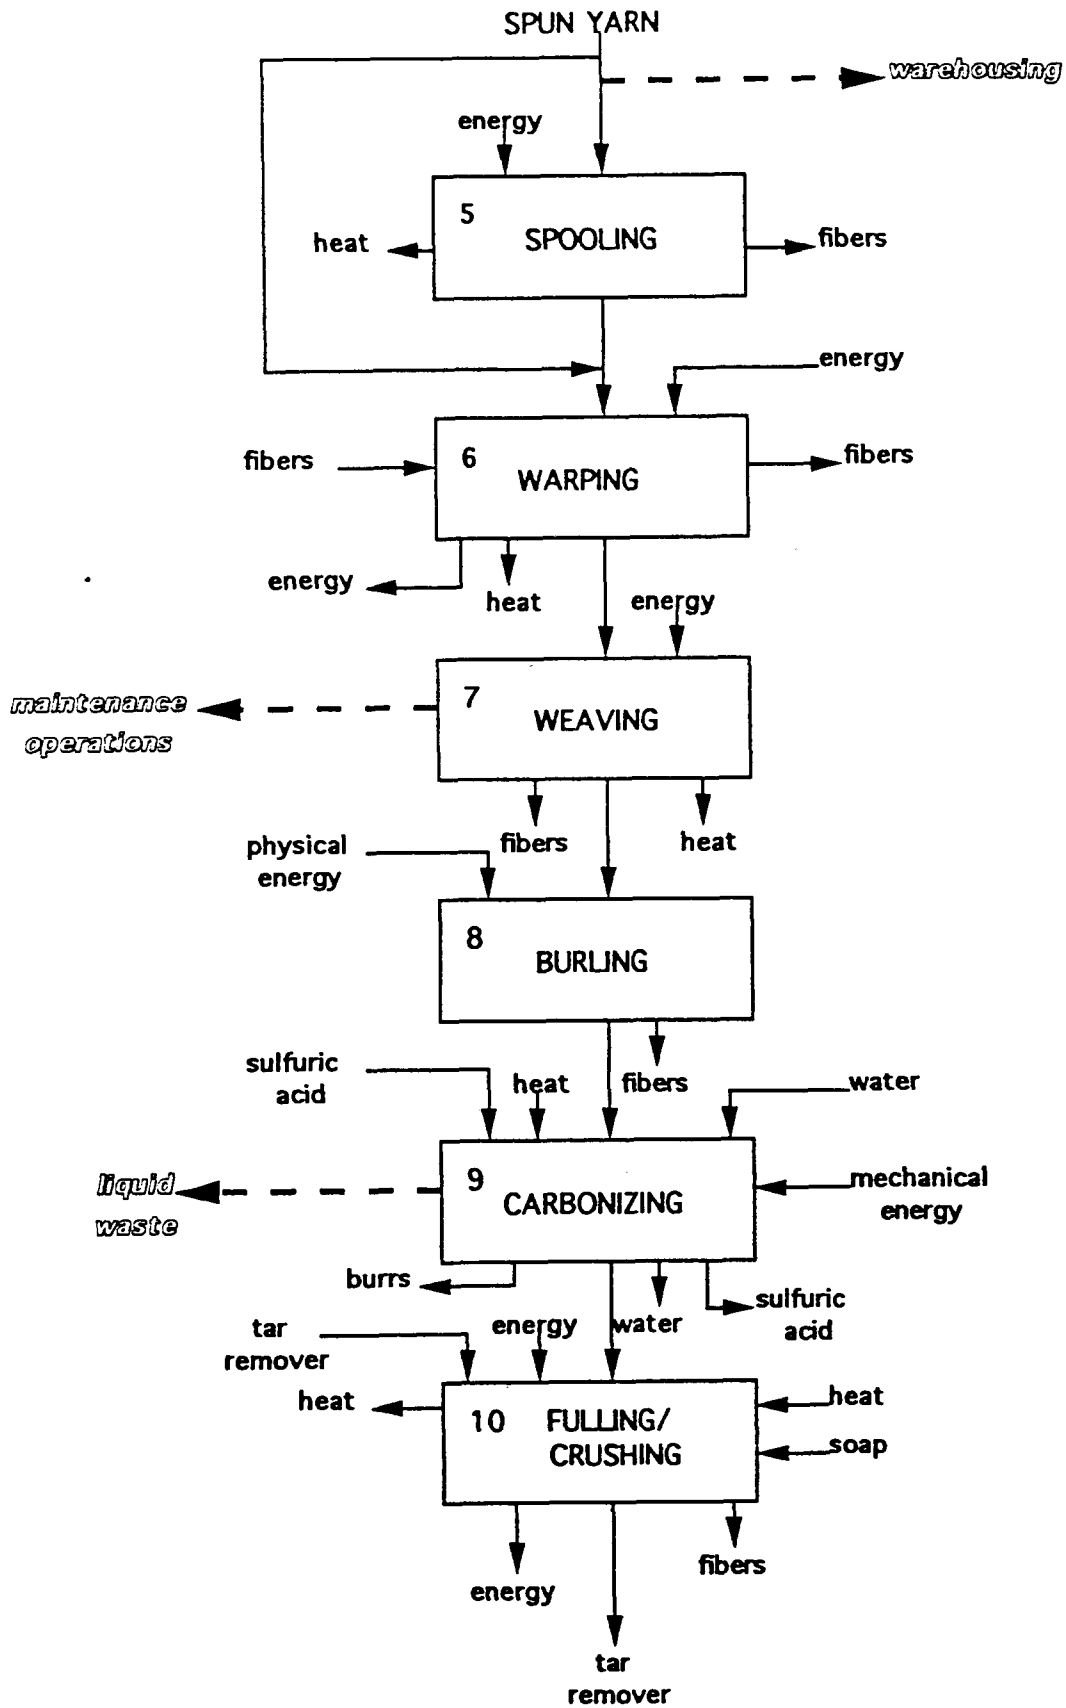 SPUN YARN
warehousing
energy
5
SPOOLING
heat
fibers
energy
fibers
6
WARPING
fibers
energy
heat
energy
maintenance
operations
7
WEAVING
fibers
heat
physical
energy
8
BURLING
sulfuric
acid
heat
fibers
water
liquid
waste
9
CARBONIZING
mechanical
energy
burrs
water
sulfuric
acid
tar
remover
energy
heat
10 FULLING/
CRUSHING
heat
soap
energy
fibers
tar
remover